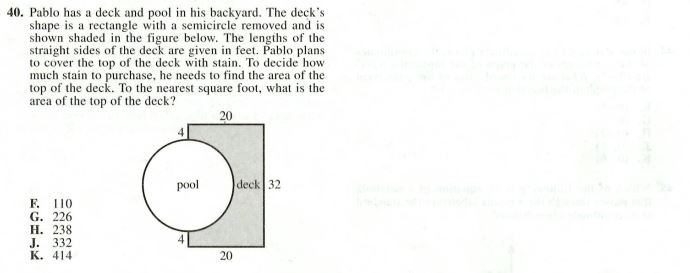 40. Pablo has a deck and pool in his backyard. The deck's
shape is a rectangle with a semicircle removed and is
shown shaded in the figure below. The lengths of the
straight sides of the deck are given in feet. Pablo plans
to cover the top of the deck with stain. To decide how
much stain to purchase, he needs to find the area of the
top of the deck. To the nearest square foot, what is the
area of the top of the deck?
20
4
pool deck 32
4
20
F. 110
G. 226
H. 238
J. 332
K. 414